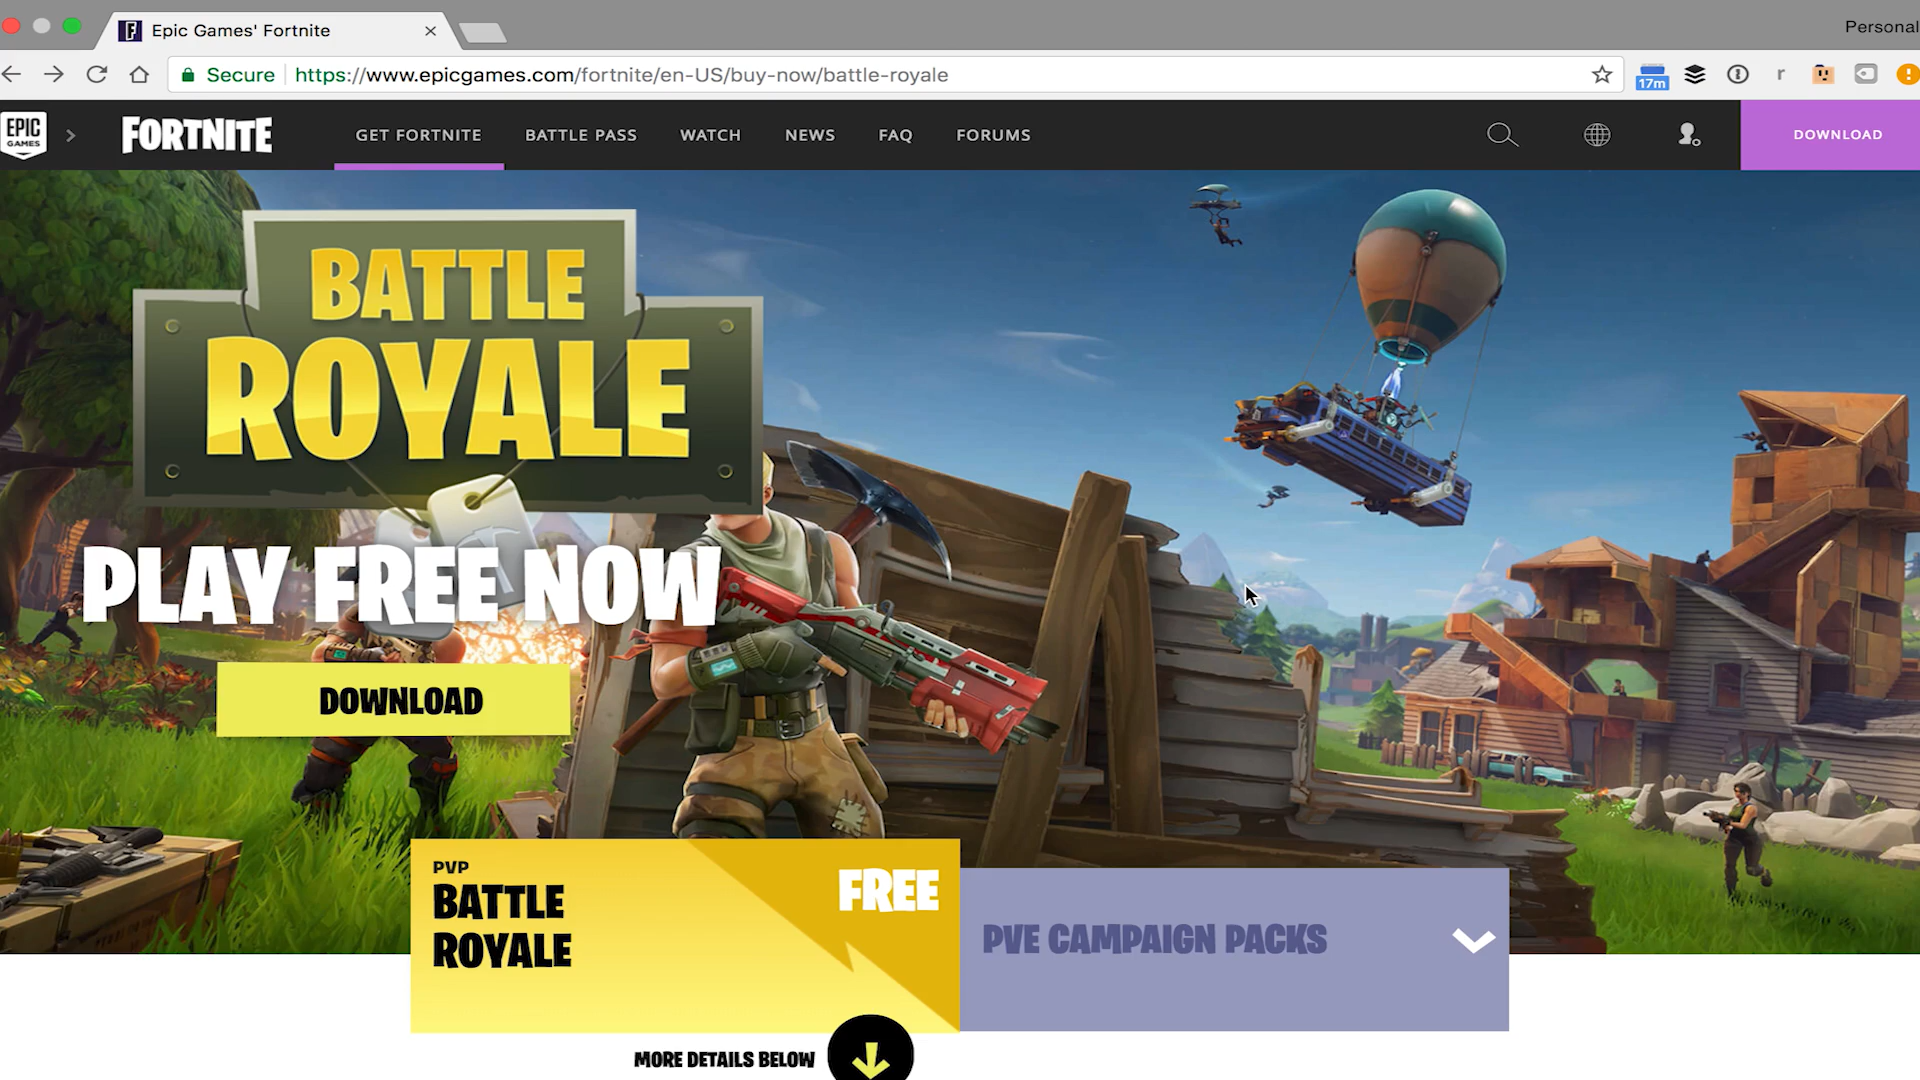 Epic Games' Fortnite
Personal
Secure
https://www.epicgames.com/fortnite/en-US/buy-now/battle-royale
17m
r
EPIC
GAMES
FORTNITE
GET FORTNITE
BATTLE PASS
WATCH
NEWS
FAQ
FORUMS
DOWNLOAD
BATTLE
ROYALE
PLAY FREE NOW
DOWNLOAD
PVP
BATTLE
ROYALE
FREE
PVE CAMPAIGN PACKS
MORE DETAILS BELOW